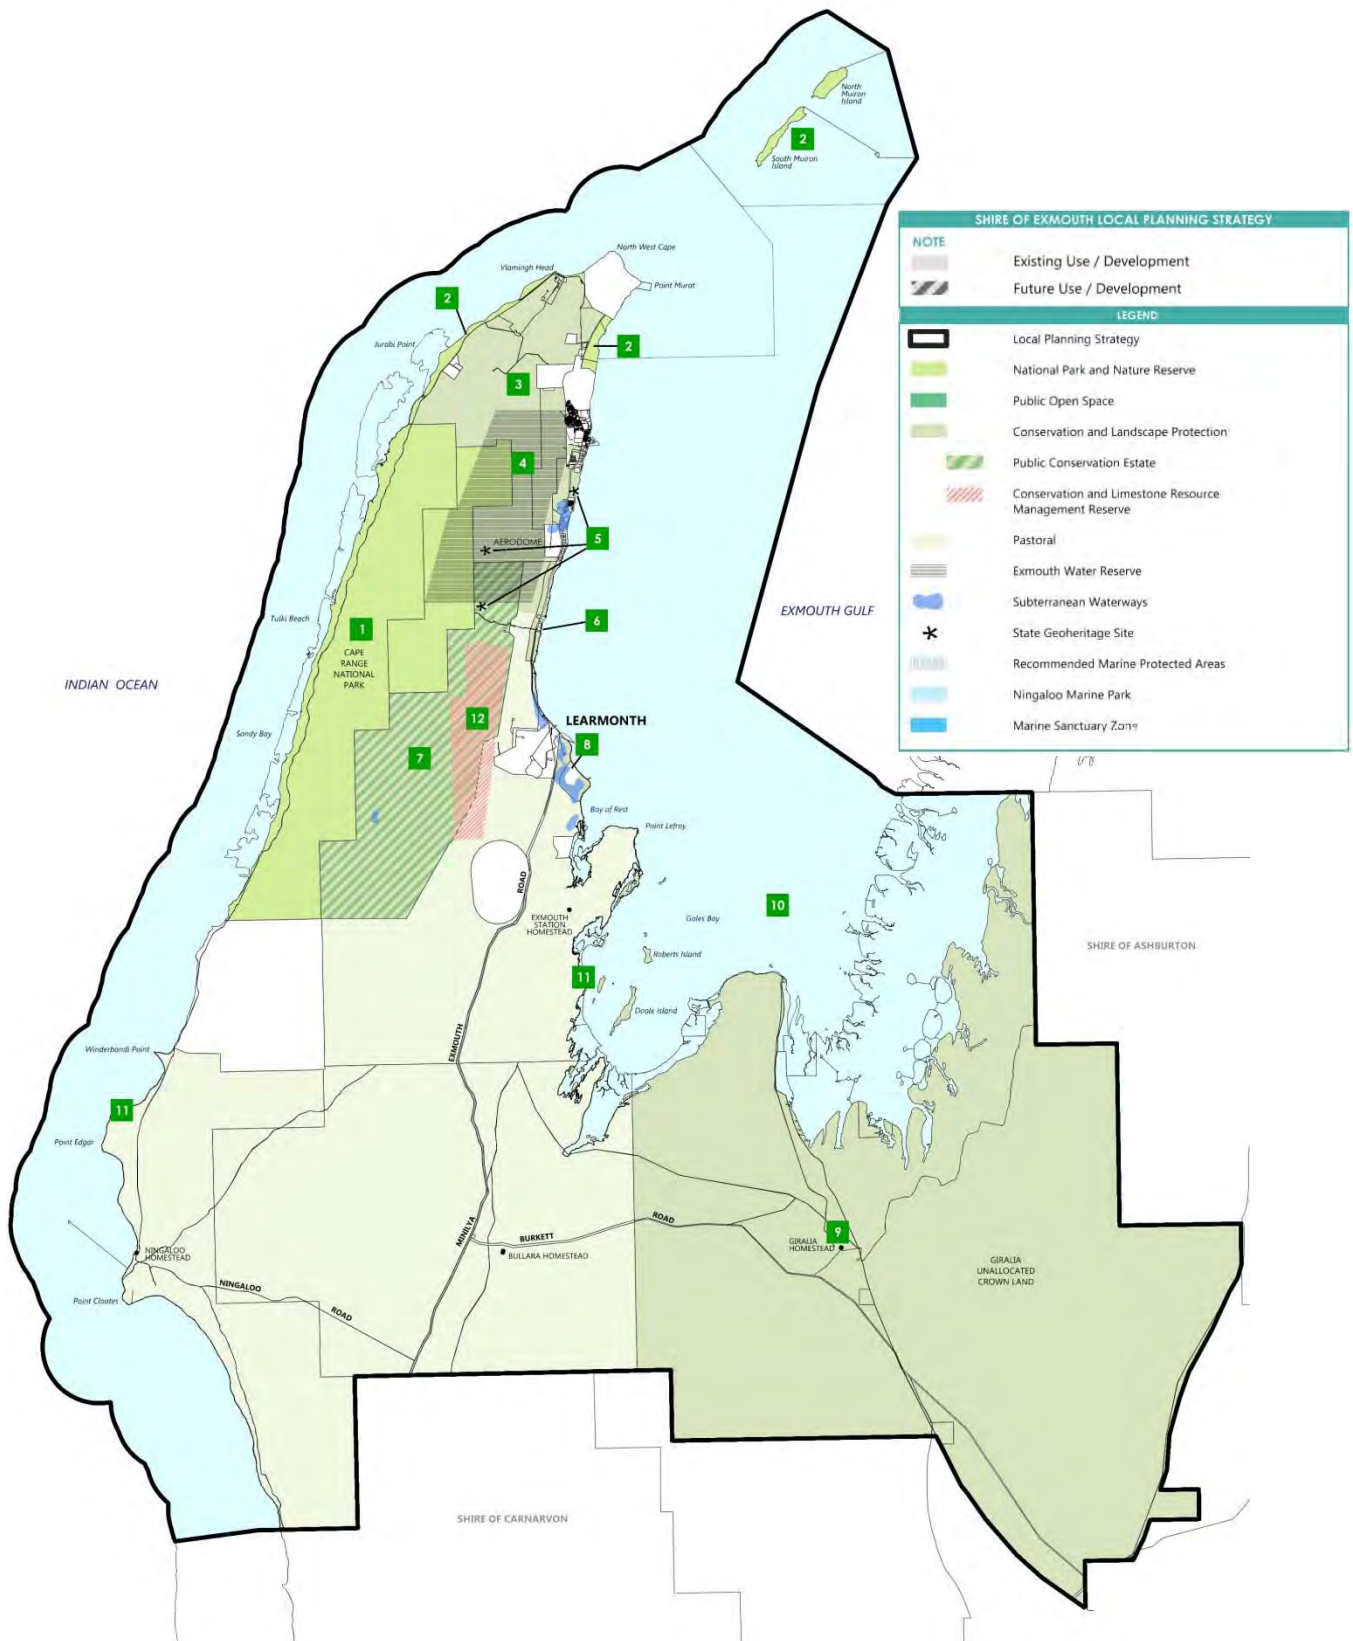 North
Muiron
Island
2
South Muiron
Island
SHIRE OF EXMOUTH LOCAL PLANNING STRATEGY
NOTE
Existing Use / Development
Future Use / Development
LEGEND
Local Planning Strategy
National Park and Nature Reserve
Public Open Space
Conservation and Landscape Protection
Public Conservation Estate
Conservation and Limestone Resource
Management Reserve
Pastoral
Exmouth Water Reserve
Subterranean Waterways
State Geoheritage Site
Recommended Marine Protected Areas
Ningaloo Marine Park
Marine Sanctuary Zone
North West Cape
Vlamingh Head
Point Murat
2
Jurabi Point
2
3
4
AERODOME
5
Tulki Beach
6
EXMOUTH GULF
1
CAPE
RANGE
NATIONAL
PARK
INDIAN OCEAN
12
LEARMONTH
Sandy Bay
8
7
Bay of Rest
Point Lefroy
ROAD
EXMOUTH
STATION
HOMESTEAD
10
Gales Bay
SHIRE OF ASHBURTON
Roberts Island
11
Doole Island
EXMOUTH
Winderbandi Point
11
Point Edgar
MINILYA
BURKETT
ROAD
9
GIRALIA
HOMESTEAD
BULLARA HOMESTEAD
NINGALOO
HOMESTEAD
GIRALIA
UNALLOCATED
CROWN LAND
NINGALOO
ROAD
Point Cloates
SHIRE OF CARNARVON